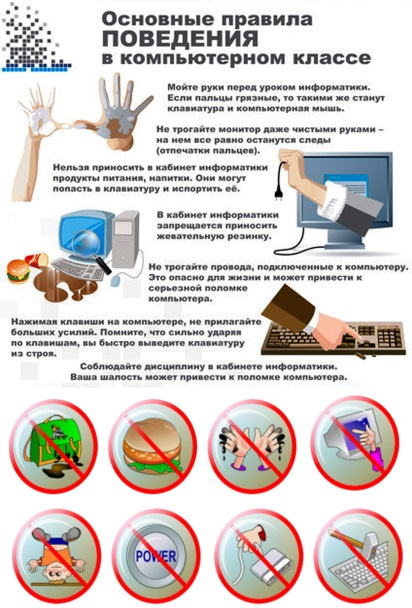 Основные правила
ПОВЕДЕНИЯ
в компьютерном классе
Мойте руки перед уроком информатики.
Если пальцы грязные, то такими же станут
клавиатура и компьютерная мышь.
Не трогайте монитор даже чистыми руками –
на нем все равно останутся следы
(отпечатки пальцев).
Нельзя приносить в кабинет информатики
продукты питания, напитки. Они могут
попасть в клавиатуру и испортить её.
В кабинет информатики
запрещается приносить
жевательную резинку.
Не трогайте провода, подключенные к компьютеру.
Это опасно для жизни и может привести к
серьезной поломке
компьютера.
Нажимая клавиши на компьютере, не прилагайте
больших усилий. Помните, что сильно ударяя
по клавишам, вы быстро выведите клавиатуру
из строя.
Соблюдайте дисциплину в кабинете информатики.
Ваша шалость может привести к поломке компьютера.
POWER